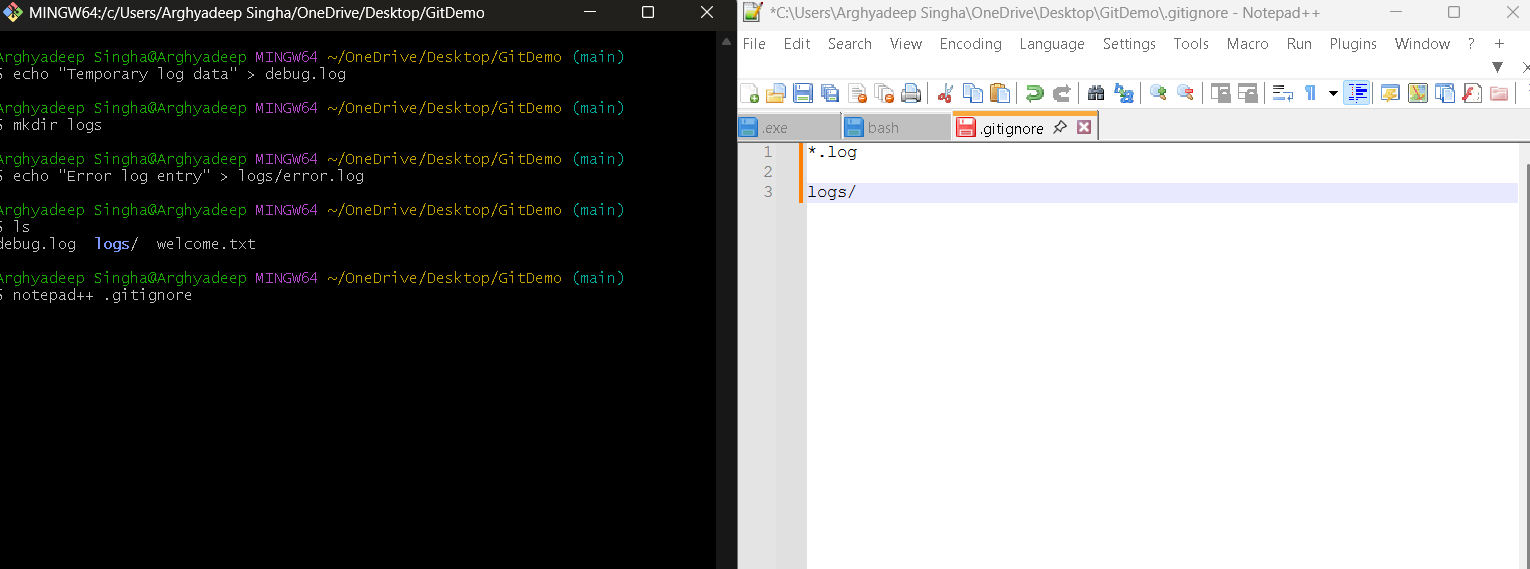 MINGW64:/c/Users/Arghyadeep Singha/OneDrive/Desktop/GitDemo
Arghyadeep Singha@Arghyadeep MINGW64 ~/OneDrive/Desktop/GitDemo (main)
$ echo "Temporary log data" > debug.log
Arghyadeep Singha@Arghyadeep MINGW64 ~/OneDrive/Desktop/GitDemo (main)
$ mkdir logs
Arghyadeep Singha@Arghyadeep MINGW64 ~/OneDrive/Desktop/GitDemo (main)
$ echo "Error log entry" > logs/error.log
Arghyadeep Singha@Arghyadeep MINGW64 ~/OneDrive/Desktop/GitDemo (main)
$ ls
debug.log logs/ welcome.txt
Arghyadeep Singha@Arghyadeep MINGW64 ~/OneDrive/Desktop/GitDemo (main)
$ notepad++ .gitignore
*C:\Users\Arghyadeep Singha\OneDrive\Desktop\GitDemo\.gitignore - Notepad++
File Edit Search View Encoding Language Settings Tools Macro Run Plugins Window ? +
.exe bash .gitignore
1 *.log
2
3 logs/